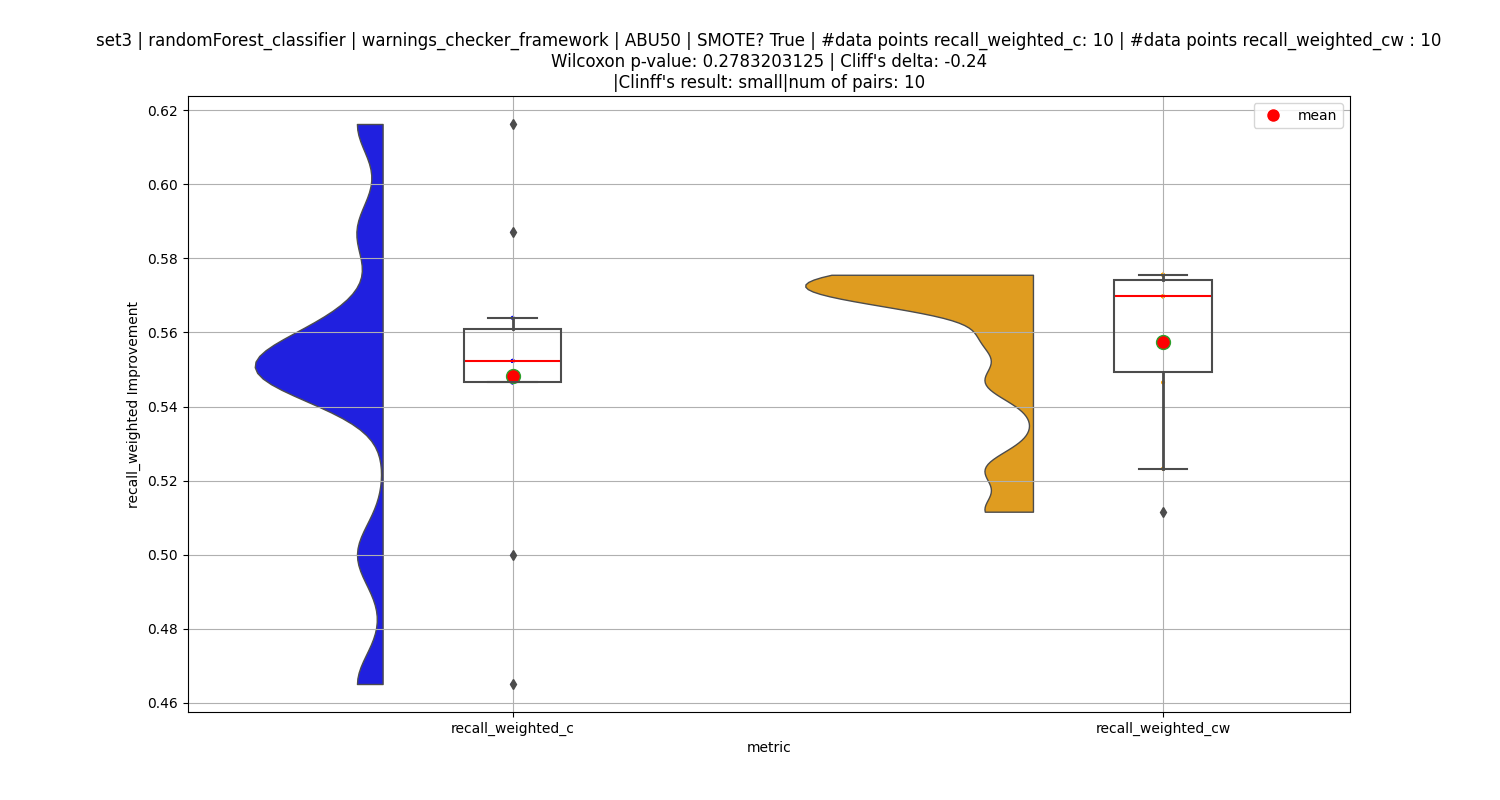 set3 | randomForest_classifier | warnings_checker_framework | ABU50 | SMOTE? True | #data points recall_weighted_c: 10 | #data points recall_weighted_cw : 10
Wilcoxon p-value: 0.2783203125 | Cliff's delta: -0.24
|Clinff's result: small|num of pairs: 10
mean
recall_weighted Improvement
0.62
0.60
0.58
0.56
0.54
0.52
0.50
0.48
0.46
recall_weighted_c
recall_weighted_cw
metric